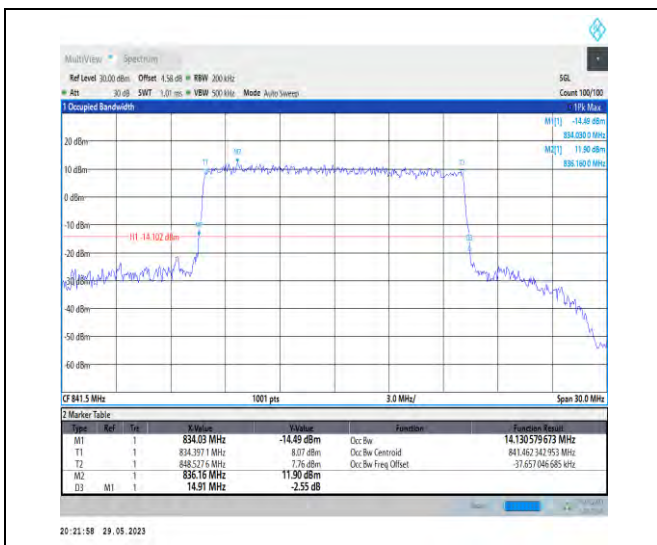 MultiView Spectrum
Ref Level 30.00 dBm Offset 4.58 dB RBW 200 kHz SGL
Att 30 dB SWT 1.01 ms VBW 500 kHz Mode Auto Sweep Count 100/100
1 Occupied Bandwidth 1Pk Max
M1[1] -14.49 dBm
834.030 0 MHz
M2[1] 11.90 dBm
836.160 0 MHz
20 dBm
T1 M2 T2
10 dBm
0 dBm
-10 dBm
M1
H1 -14.102 dBm D3
-20 dBm
-30 dBm
-40 dBm
-50 dBm
-60 dBm
CF 841.5 MHz 1001 pts 3.0 MHz/ Span 30.0 MHz
2 Marker Table
Type Ref Trc X-Value Y-Value Function Function Result
M1 1 834.03 MHz -14.49 dBm Occ Bw 14.130 579 673 MHz
T1 1 834.397 1 MHz 8.07 dBm Occ Bw Centroid 841.462 342 953 MHz
T2 1 848.527 6 MHz 7.76 dBm Occ Bw Freq Offset -37.657 046 685 kHz
M2 1 836.16 MHz 11.90 dBm
D3 M1 1 14.91 MHz -2.55 dB
20:21:58 29.05.2023